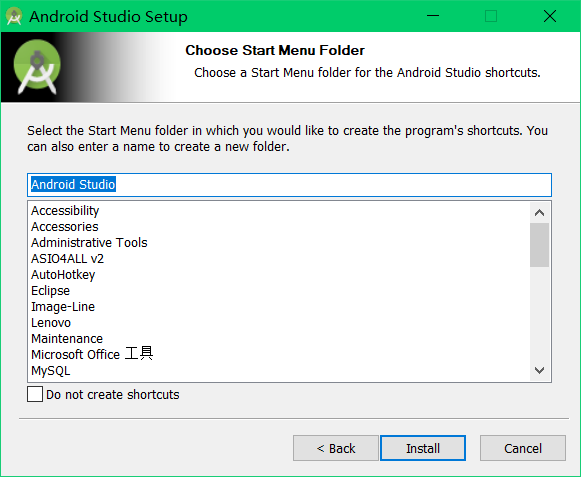 Android Studio Setup
Choose Start Menu Folder
Choose a Start Menu folder for the Android Studio shortcuts.
Select the Start Menu folder in which you would like to create the program's shortcuts. You
can also enter a name to create a new folder.
Android Studio
Accessibility
Accessories
Administrative Tools
ASIO4ALL v2
AutoHotkey
Eclipse
Image-Line
Lenovo
Maintenance
Microsoft Office 工具
MySQL
Do not create shortcuts
< Back
Install
Cancel